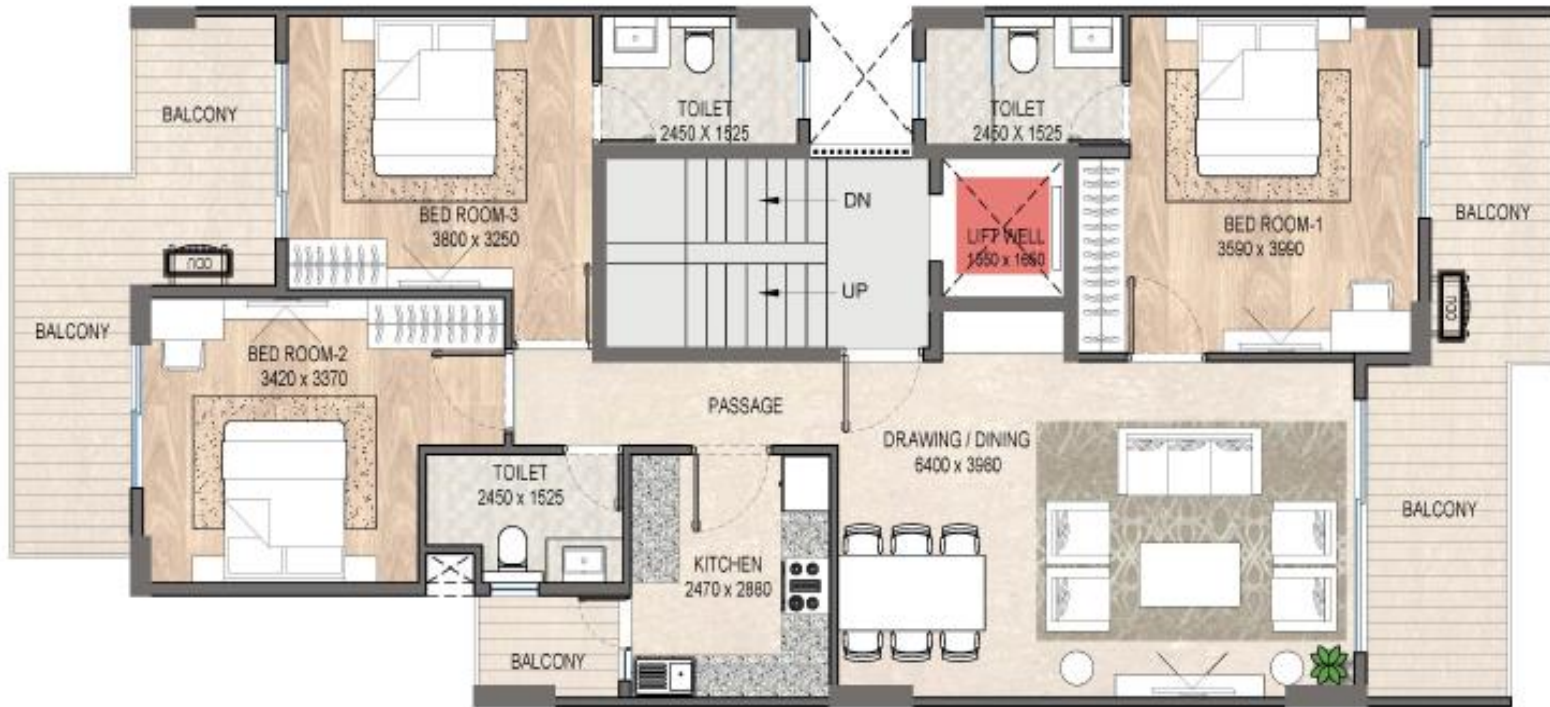 TOILET
2450 X 1525
TOILET
2450 X 1525
BALCONY
BED ROOM-3
3800 x 3250
DN
UP
LIFT WELL
1550 x 1650
BED ROOM-1
3590 x 3990
BALCONY
ODU
ODU
BALCONY
BED ROOM-2
3420 x 3370
PASSAGE
DRAWING / DINING
6400 x 3960
TOILET
2450 x 1525
BALCONY
KITCHEN
2470 x 2880
BALCONY